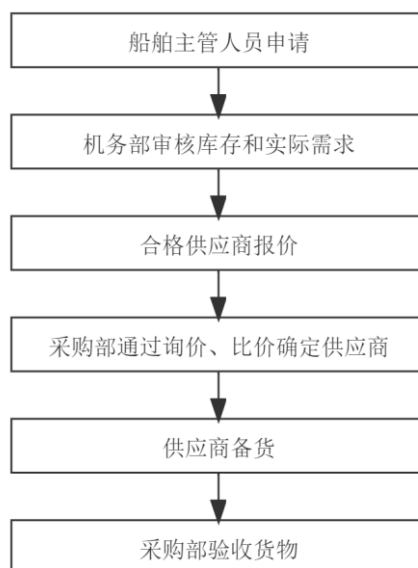 船舶主管人员申请
机务部审核库存和实际需求
合格供应商报价
采购部通过询价、比价确定供应商
供应商备货
采购部验收货物